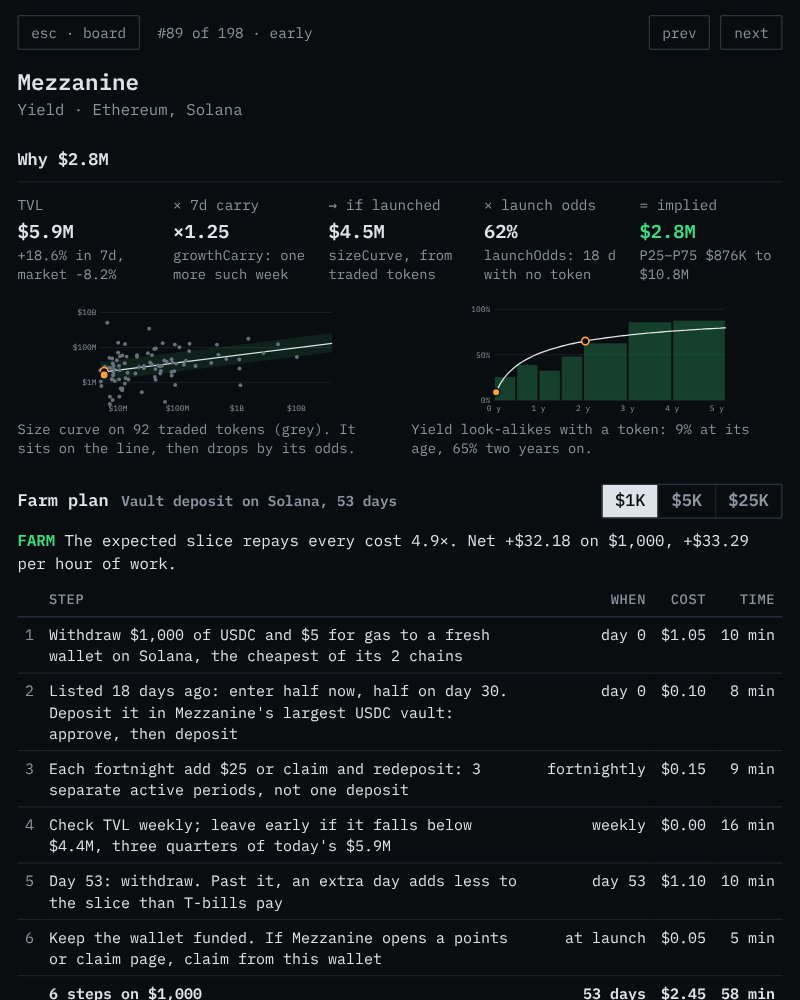 esc · board #89 of 198 · early prev next
Mezzanine
Yield · Ethereum, Solana
Why $2.8M
TVL × 7d carry → if launched × launch odds = implied
$5.9M ×1.25 $4.5M 62% $2.8M
+18.6% in 7d, growthCarry: one sizeCurve, from launchOdds: 18 d P25–P75 $876K to
market -8.2% more such week traded tokens with no token $10.8M
$10B
$100M
$1M
$10M $100M $1B $10B
100%
50%
0%
0 y 1 y 2 y 3 y 4 y 5 y
Size curve on 92 traded tokens (grey). It
sits on the line, then drops by its odds.
Yield look-alikes with a token: 9% at its
age, 65% two years on.
Farm plan Vault deposit on Solana, 53 days $1K $5K $25K
FARM The expected slice repays every cost 4.9×. Net +$32.18 on $1,000, +$33.29
per hour of work.
STEP WHEN COST TIME
1 Withdraw $1,000 of USDC and $5 for gas to a fresh day 0 $1.05 10 min
wallet on Solana, the cheapest of its 2 chains
2 Listed 18 days ago: enter half now, half on day 30. day 0 $0.10 8 min
Deposit it in Mezzanine's largest USDC vault:
approve, then deposit
3 Each fortnight add $25 or claim and redeposit: 3 fortnightly $0.15 9 min
separate active periods, not one deposit
4 Check TVL weekly; leave early if it falls below weekly $0.00 16 min
$4.4M, three quarters of today's $5.9M
5 Day 53: withdraw. Past it, an extra day adds less to day 53 $1.10 10 min
the slice than T-bills pay
6 Keep the wallet funded. If Mezzanine opens a points at launch $0.05 5 min
or claim page, claim from this wallet
6 steps on $1,000 53 days $2.45 58 min